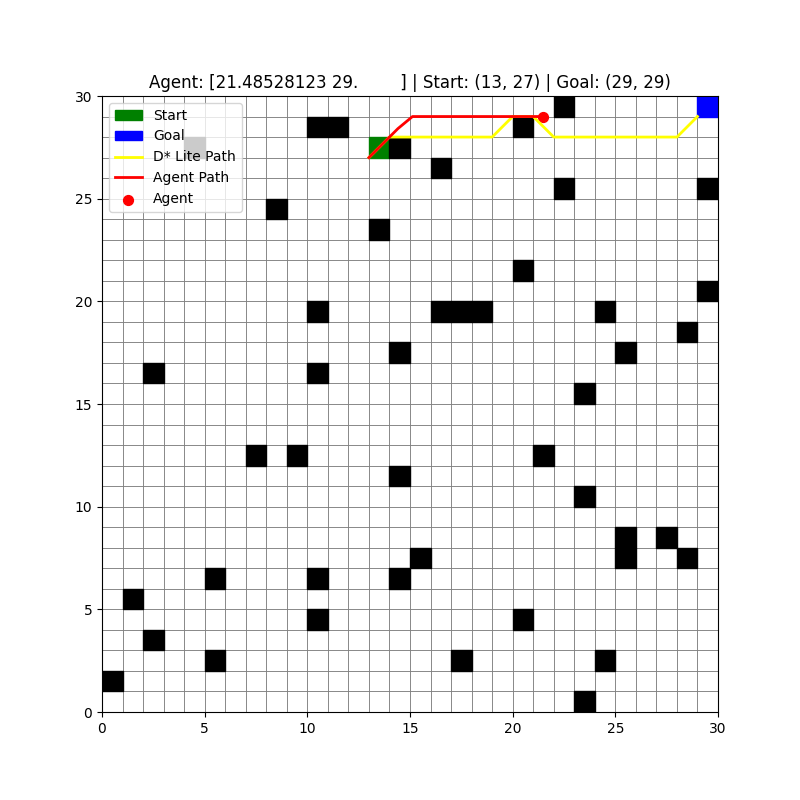 Agent: [21.48528123 29.        ] | Start: (13, 27) | Goal: (29, 29)
Start
Goal
D* Lite Path
Agent Path
Agent
30
25
20
15
10
5
0
0 5 10 15 20 25 30